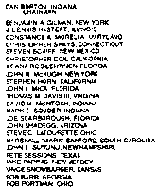 DAN BURTON, INDIANA
CHAIRMAN
BENJAMIN A. GILMAN, NEW YORK
J. DENNIS HASTERT, ILLINOIS
CONSTANCE A. MORELLA, MARYLAND
CHRISTOPHER SHAYS, CONNECTICUT
STEVEN SCHIFF, NEW MEXICO
CHRISTOPHER COX, CALIFORNIA
ILEANA ROS-LEHTINEN, FLORIDA
JOHN M. McHUGH, NEW YORK
STEPHEN HORN, CALIFORNIA
JOHN L. MICA, FLORIDA
THOMAS M. DAVIS III, VIRGINIA
DAVID M. McINTOSH, INDIANA
MARK E. SOUDER, INDIANA
JOE SCARBOROUGH, FLORIDA
JOHN SHADEGG, ARIZONA
STEVEN C. LATOURETTE, OHIO
MARSHALL "MARK" SANFORD, SOUTH CAROLINA
JOHN E. SUNUNU, NEW HAMPSHIRE
PETE SESSIONS, TEXAS
MIKE PAPPAS, NEW JERSEY
VINCE SNOWBARGER, KANSAS
BOB BARR, GEORGIA
ROB PORTMAN, OHIO